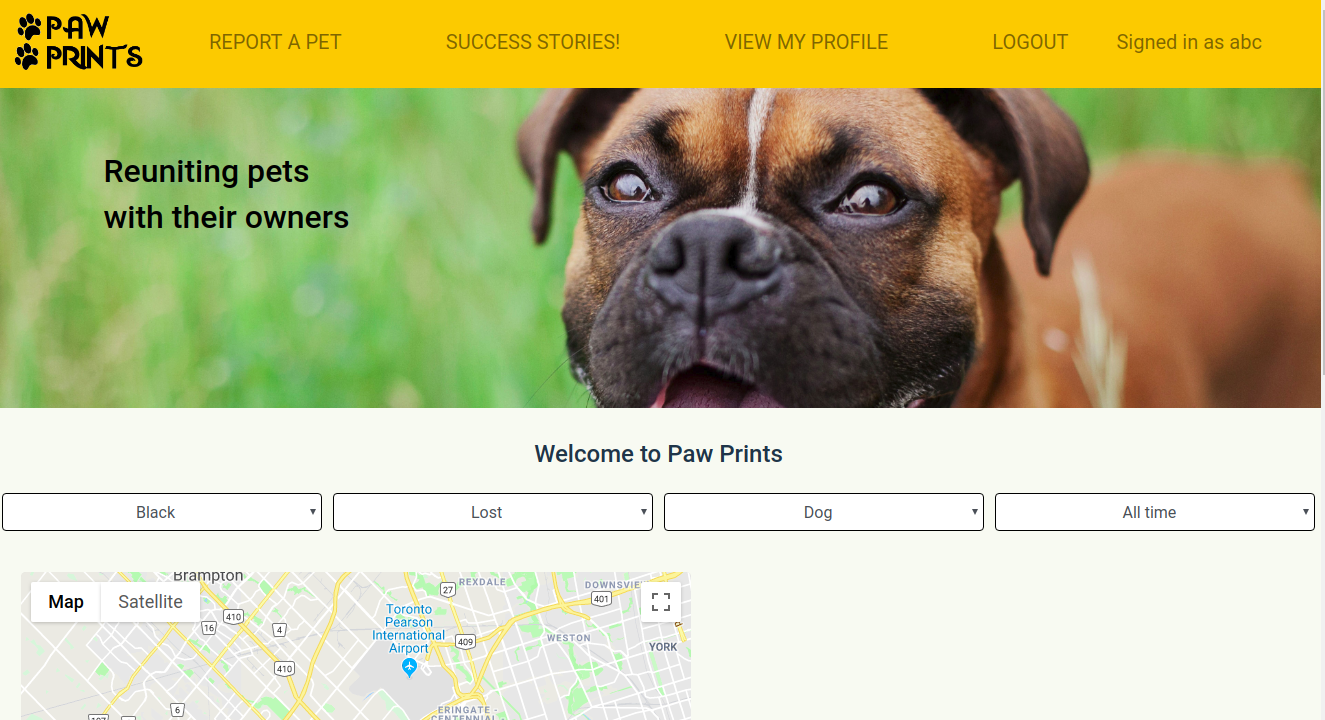 PAW
PRINTS
REPORT A PET
SUCCESS STORIES!
VIEW MY PROFILE
LOGOUT
Signed in as abc
Reuniting pets
with their owners
Welcome to Paw Prints
Black
Lost
Dog
All time
Brampton
Map
Satellite
27
REXDALE
401
410
16
4
Toronto
Pearson
International
Airport
409
WESTON
YORK
410
6
ERINGATE -
CENTENNIAL